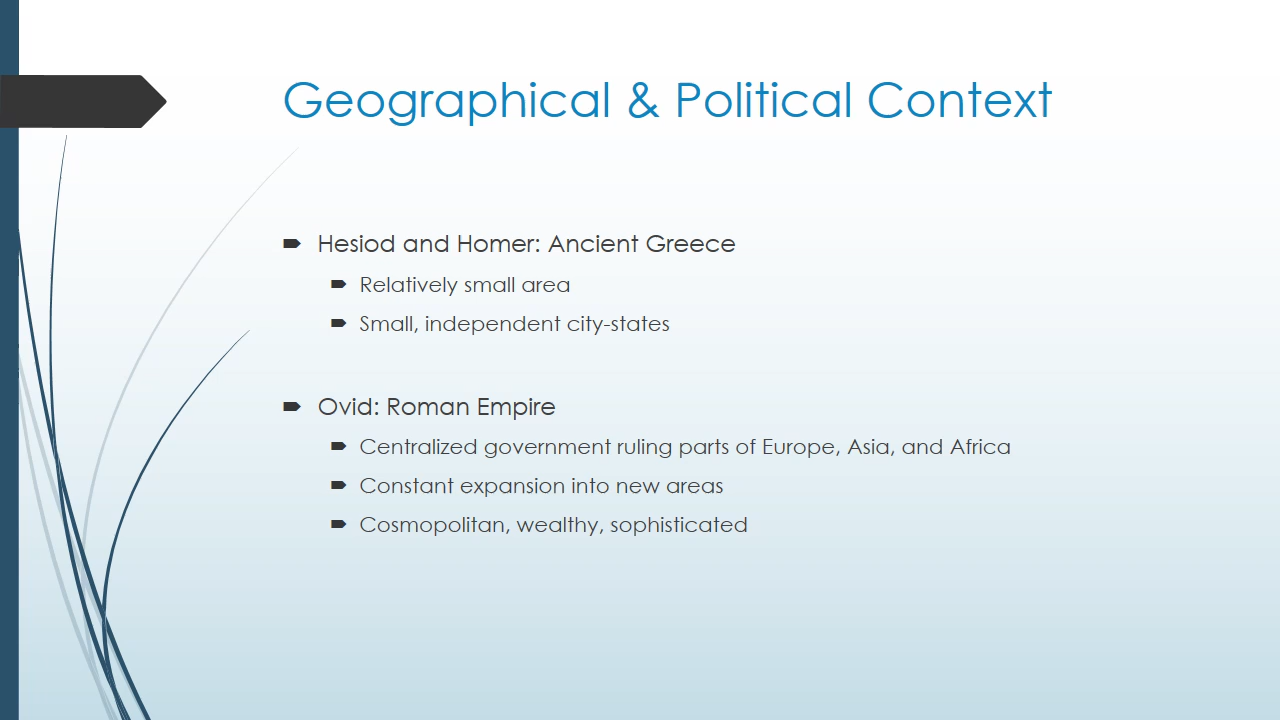 Geographical & Political Context
Hesiod and Homer: Ancient Greece
Relatively small area
Small, independent city-states
Ovid: Roman Empire
Centralized government ruling parts of Europe, Asia, and Africa
Constant expansion into new areas
Cosmopolitan, wealthy, sophisticated